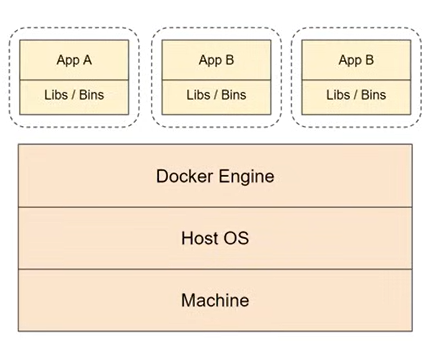 App A
App B
App B
Libs / Bins
Libs / Bins
Libs / Bins
Docker Engine
Host OS
Machine